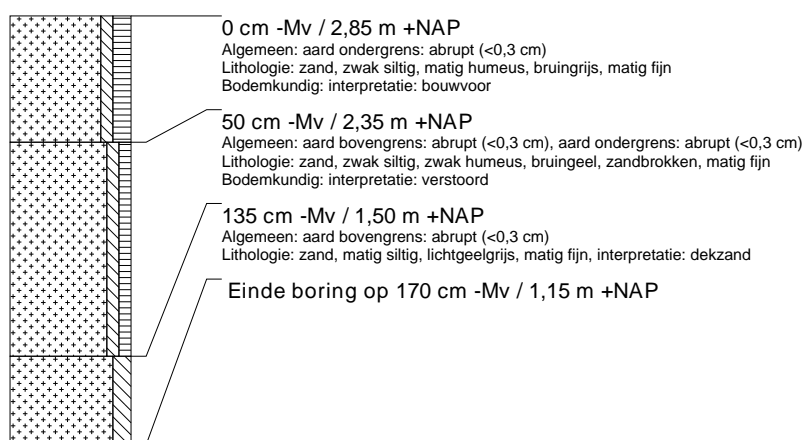 0 cm -Mv / 2,85 m +NAP
Algemeen: aard ondergrens: abrupt (<0,3 cm)
Lithologie: zand, zwak siltig, matig humeus, bruingrijs, matig fijn
Bodemkundig: interpretatie: bouwvoor
50 cm -Mv / 2,35 m +NAP
Algemeen: aard bovengrens: abrupt (<0,3 cm), aard ondergrens: abrupt (<0,3 cm)
Lithologie: zand, zwak siltig, zwak humeus, bruingeel, zandbrokken, matig fijn
Bodemkundig: interpretatie: verstoord
135 cm -Mv / 1,50 m +NAP
Algemeen: aard bovengrens: abrupt (<0,3 cm)
Lithologie: zand, matig siltig, lichtgeelgrijs, matig fijn, interpretatie: dekzand
Einde boring op 170 cm -Mv / 1,15 m +NAP